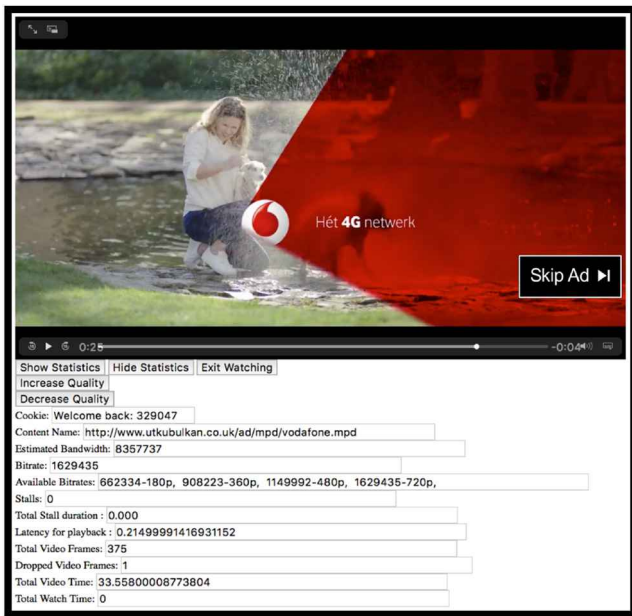 Hét 4G netwerk
Skip Ad
0:25
-0:04
Show Statistics Hide Statistics Exit Watching
Increase Quality
Decrease Quality
Cookie: Welcome back: 329047
Content Name: http://www.utkubulkan.co.uk/ad/mpd/vodafone.mpd
Estimated Bandwidth: 8357737
Bitrate: 1629435
Available Bitrates: 662334-180p, 908223-360p, 1149992-480p, 1629435-720p,
Stalls: 0
Total Stall duration : 0.000
Latency for playback : 0.21499991416931152
Total Video Frames: 375
Dropped Video Frames: 1
Total Video Time: 33.55800008773804
Total Watch Time: 0